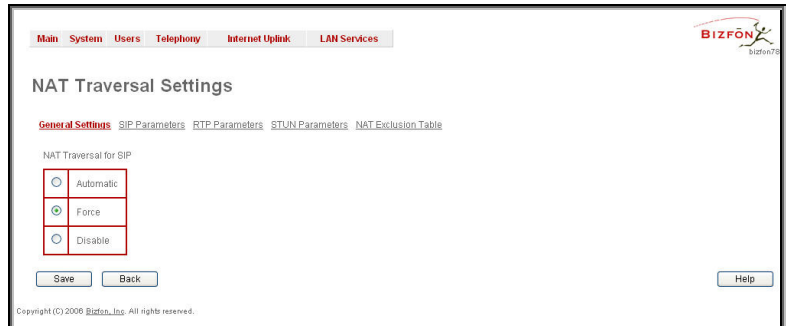 Main System Users Telephony Internet Uplink LAN Services
BIZFON
bizfon78
NAT Traversal Settings
General Settings SIP Parameters RTP Parameters STUN Parameters NAT Exclusion Table
NAT Traversal for SIP
Automatic
Force
Disable
Save Back Help
Copyright (C) 2006 Bizfon, Inc. All rights reserved.